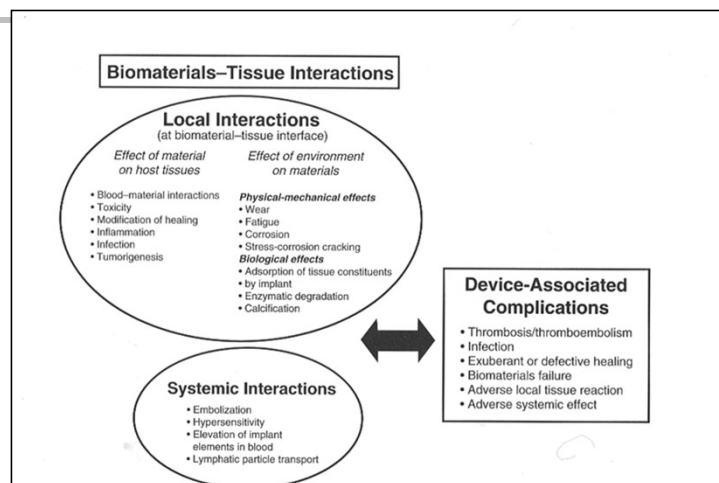 Biomaterials–Tissue Interactions
Local Interactions
(at biomaterial–tissue interface)
Effect of material
on host tissues
• Blood–material interactions
• Toxicity
• Modification of healing
• Inflammation
• Infection
• Tumorigenesis
Effect of environment
on materials
Physical-mechanical effects
• Wear
• Fatigue
• Corrosion
• Stress-corrosion cracking
Biological effects
• Adsorption of tissue constituents
• by implant
• Enzymatic degradation
• Calcification
Systemic Interactions
• Embolization
• Hypersensitivity
• Elevation of implant
elements in blood
• Lymphatic particle transport
Device-Associated
Complications
• Thrombosis/thromboembolism
• Infection
• Exuberant or defective healing
• Biomaterials failure
• Adverse local tissue reaction
• Adverse systemic effect